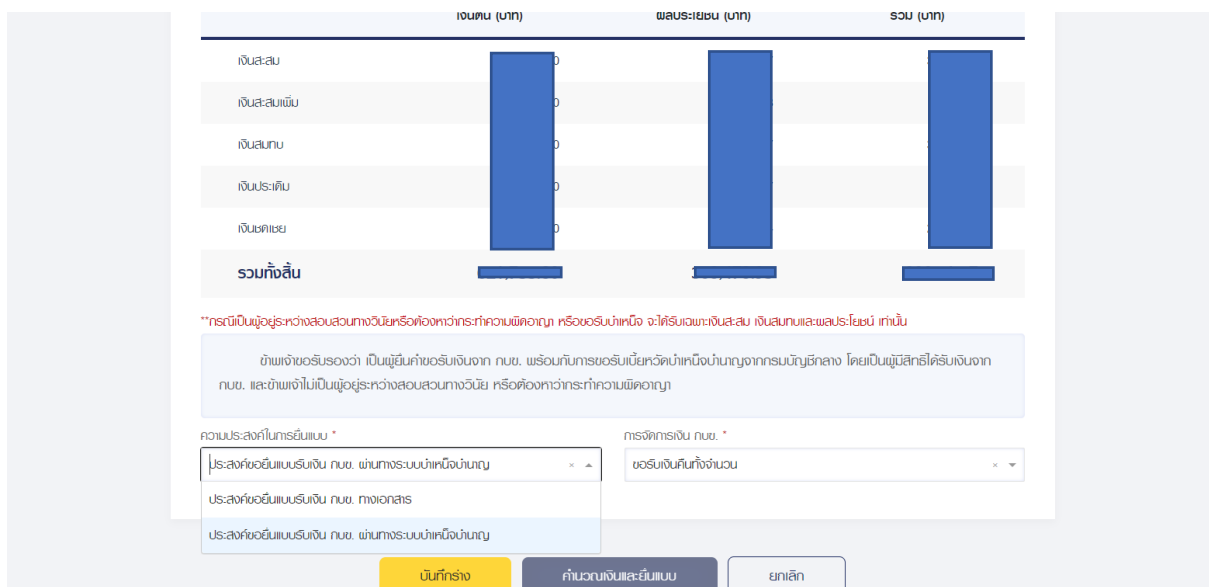 เงินต้น (บาท) ผลประโยชน์ (บาท) รวม (บาท)
เงินสะสม
เงินสะสมเพิ่ม
เงินสมทบ
เงินประเดิม
เงินชดเชย
รวมทั้งสิ้น
**กรณีเป็นผู้อยู่ระหว่างสอบสวนทางวินัยหรือต้องหาว่ากระทำความผิดอาญา หรือขอรับบำเหน็จ จะได้รับเฉพาะเงินสะสม เงินสมทบและผลประโยชน์ เท่านั้น
ข้าพเจ้าขอรับรองว่า เป็นผู้ยื่นคำขอรับเงินจาก กบข. พร้อมกับการขอรับเบี้ยหวัดบำเหน็จบำนาญจากกรมบัญชีกลาง โดยเป็นผู้มีสิทธิได้รับเงินจาก
กบข. และข้าพเจ้าไม่เป็นผู้อยู่ระหว่างสอบสวนทางวินัย หรือต้องหาว่ากระทำความผิดอาญา
ความประสงค์ในการยื่นแบบ * การจัดการเงิน กบข. *
ประสงค์ขอยื่นแบบรับเงิน กบข. ผ่านทางระบบบำเหน็จบำนาญ × ขอรับเงินคืนทั้งจำนวน ×
ประสงค์ขอยื่นแบบรับเงิน กบข. ทางเอกสาร
ประสงค์ขอยื่นแบบรับเงิน กบข. ผ่านทางระบบบำเหน็จบำนาญ
บันทึกร่าง คำนวณเงินและยื่นแบบ ยกเลิก